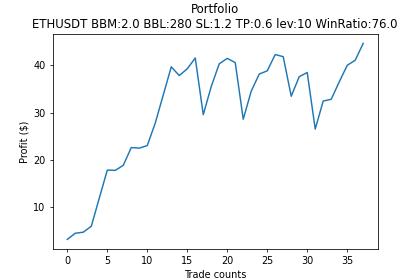 Portfolio
ETHUSDT BBM:2.0 BBL:280 SL:1.2 TP:0.6 lev:10 WinRatio:76.0
40
30
20
10
Profit ($)
0 5 10 15 20 25 30 35
Trade counts